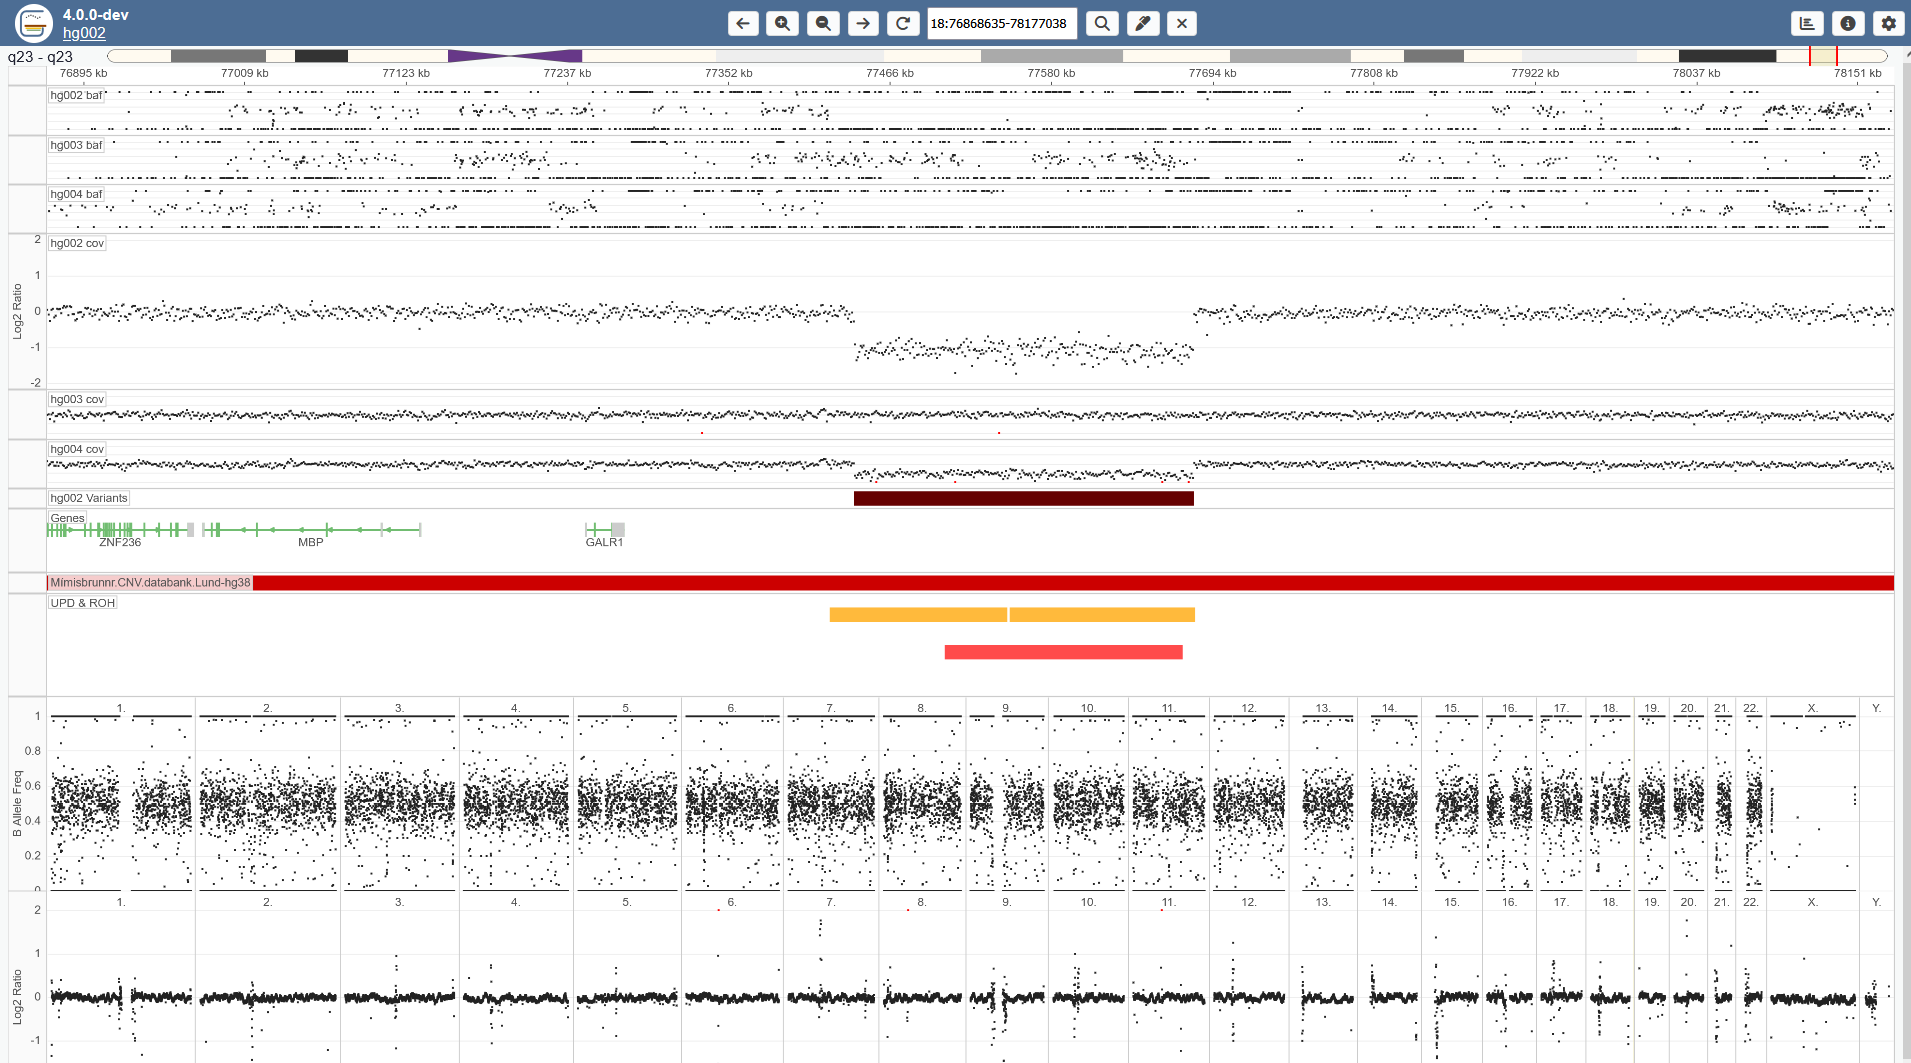 4.0.0-dev
hg002
18:76868635-78177038
q23 - q23
76895 kb 77009 kb 77123 kb 77237 kb 77352 kb 77466 kb 77580 kb 77694 kb 77808 kb 77922 kb 78037 kb 78151 kb
hg002 baf
hg003 baf
hg004 baf
hg002 cov
2
1
0
-1
-2
Log2 Ratio
hg003 cov
hg004 cov
hg002 Variants
Genes
ZNF236 MBP GALR1
Mimisbrunnr.CNV.databank.Lund-hg38
UPD & ROH
1. 2. 3. 4. 5. 6. 7. 8. 9. 10. 11. 12. 13. 14. 15. 16. 17. 18. 19. 20. 21. 22. X. Y.
1
0.8
0.6
0.4
0.2
0
B Allele Freq
1. 2. 3. 4. 5. 6. 7. 8. 9. 10. 11. 12. 13. 14. 15. 16. 17. 18. 19. 20. 21. 22. X. Y.
2
1
0
-1
Log2 Ratio